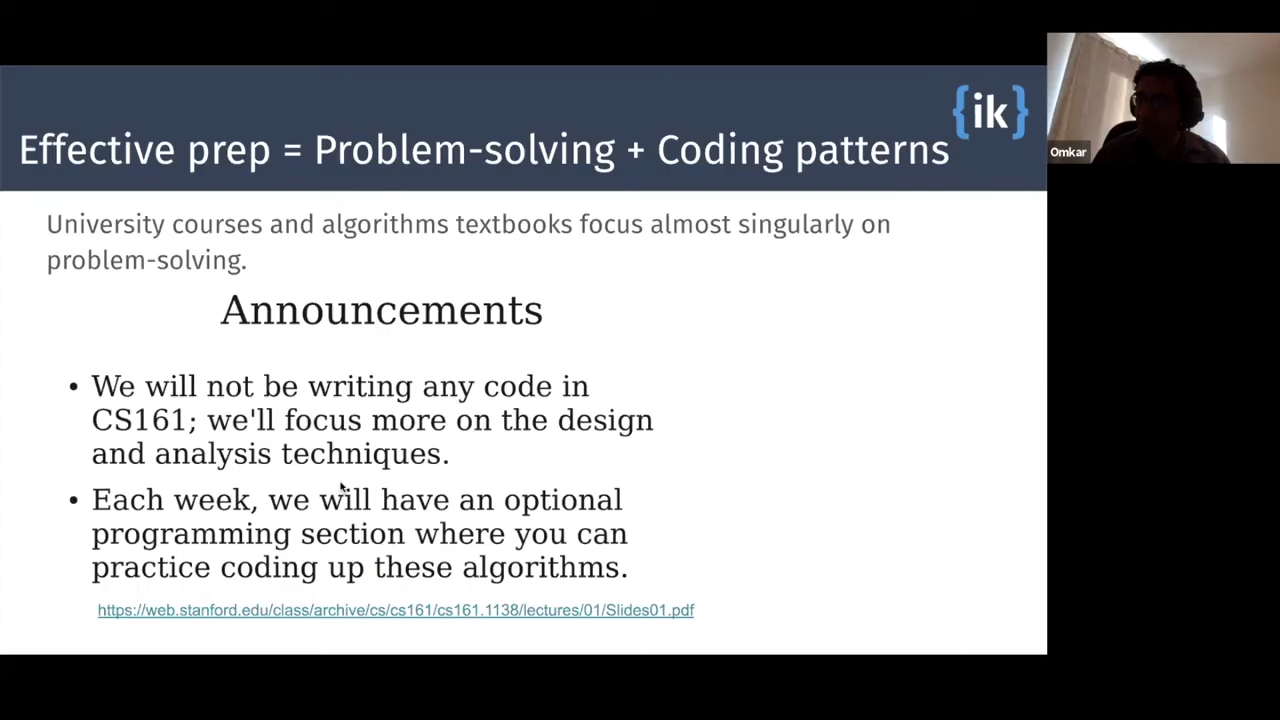 Effective prep = Problem-solving + Coding patterns
{ik}
Omkar
University courses and algorithms textbooks focus almost singularly on
problem-solving.
Announcements
• We will not be writing any code in
CS161; we'll focus more on the design
and analysis techniques.
• Each week, we will have an optional
programming section where you can
practice coding up these algorithms.
https://web.stanford.edu/class/archive/cs/cs161/cs161.1138/lectures/01/Slides01.pdf